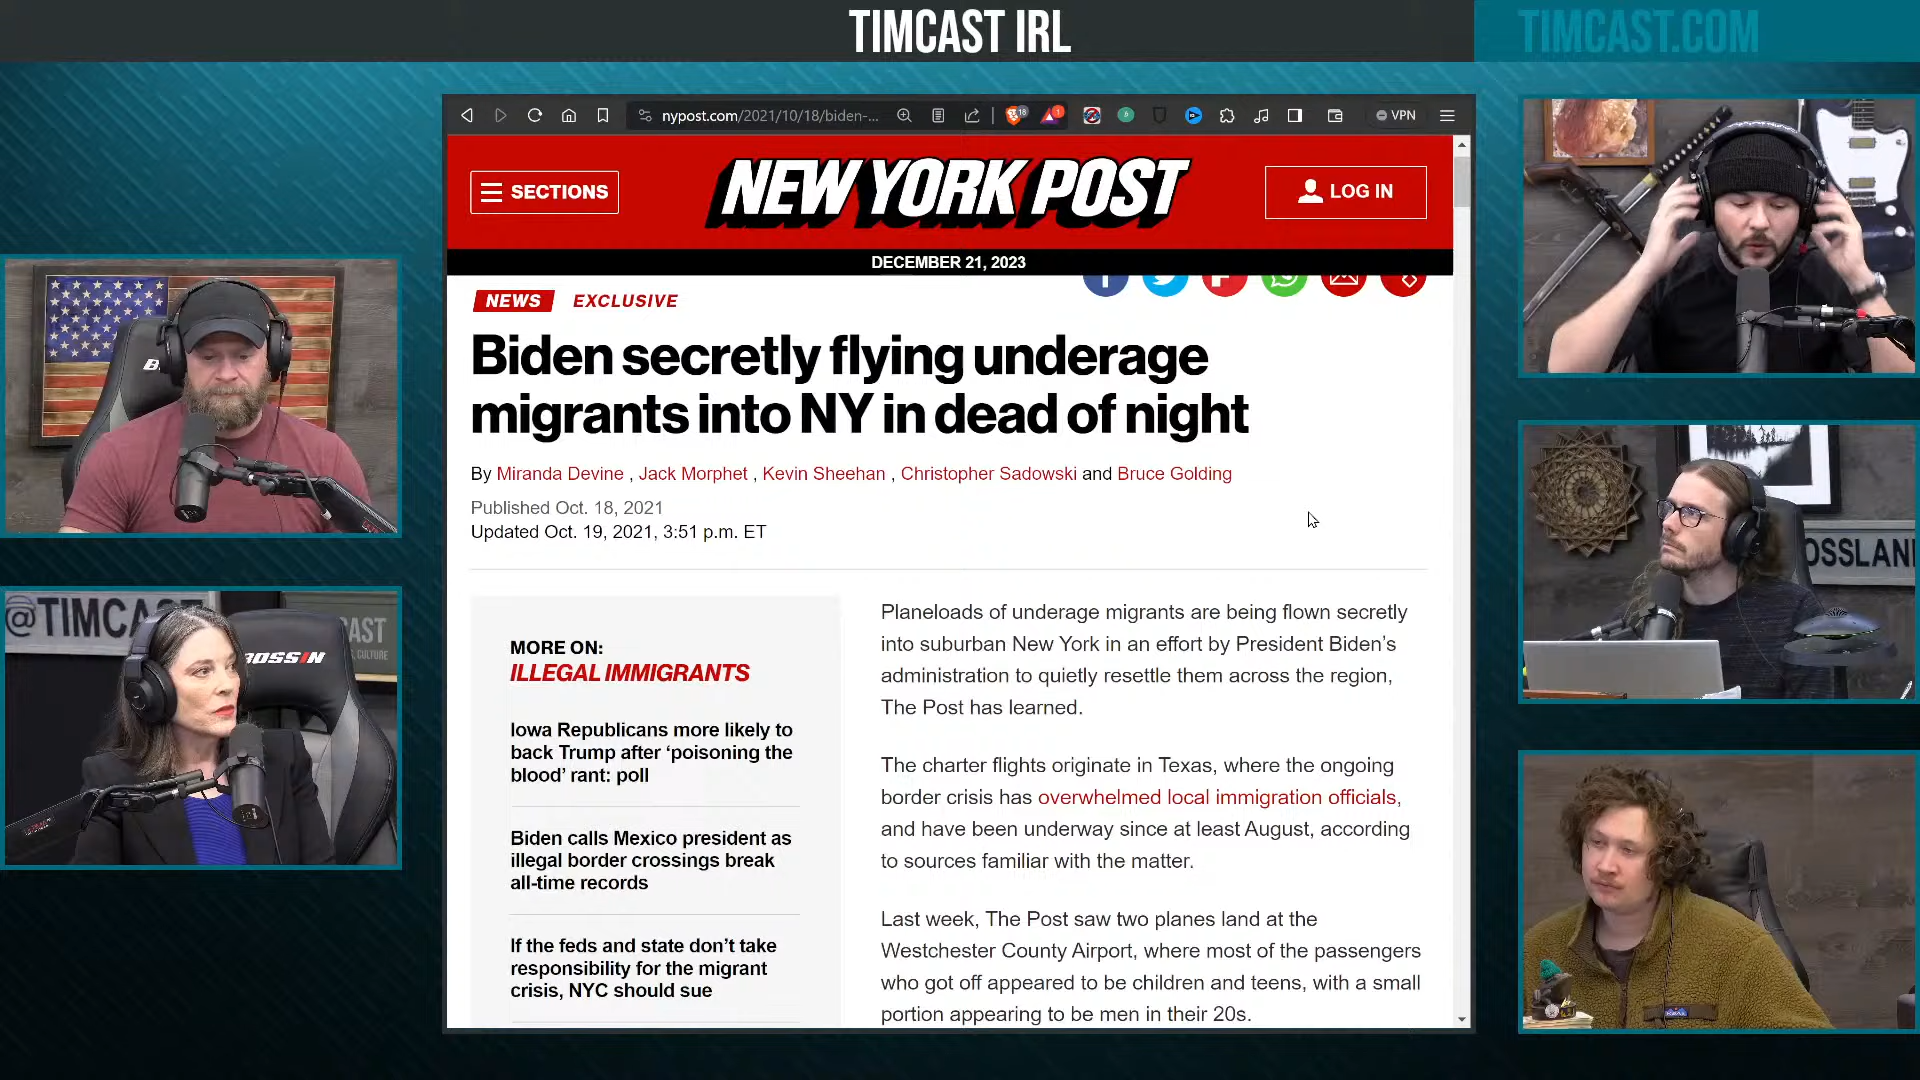 TIMCAST IRL
TIMCAST.COM
nypost.com/2021/10/18/biden-...
VPN
SECTIONS
NEW YORK POST
LOG IN
DECEMBER 21, 2023
NEWS
EXCLUSIVE
Biden secretly flying underage
migrants into NY in dead of night
By Miranda Devine , Jack Morphet , Kevin Sheehan , Christopher Sadowski and Bruce Golding
Published Oct. 18, 2021
Updated Oct. 19, 2021, 3:51 p.m. ET
MORE ON:
ILLEGAL IMMIGRANTS
Iowa Republicans more likely to
back Trump after ‘poisoning the
blood’ rant: poll
Biden calls Mexico president as
illegal border crossings break
all-time records
If the feds and state don’t take
responsibility for the migrant
crisis, NYC should sue
Planeloads of underage migrants are being flown secretly
into suburban New York in an effort by President Biden’s
administration to quietly resettle them across the region,
The Post has learned.
The charter flights originate in Texas, where the ongoing
border crisis has overwhelmed local immigration officials,
and have been underway since at least August, according
to sources familiar with the matter.
Last week, The Post saw two planes land at the
Westchester County Airport, where most of the passengers
who got off appeared to be children and teens, with a small
portion appearing to be men in their 20s.
@TIMCAS
CAST
CULTURE
BOSSIN
OSSLAN